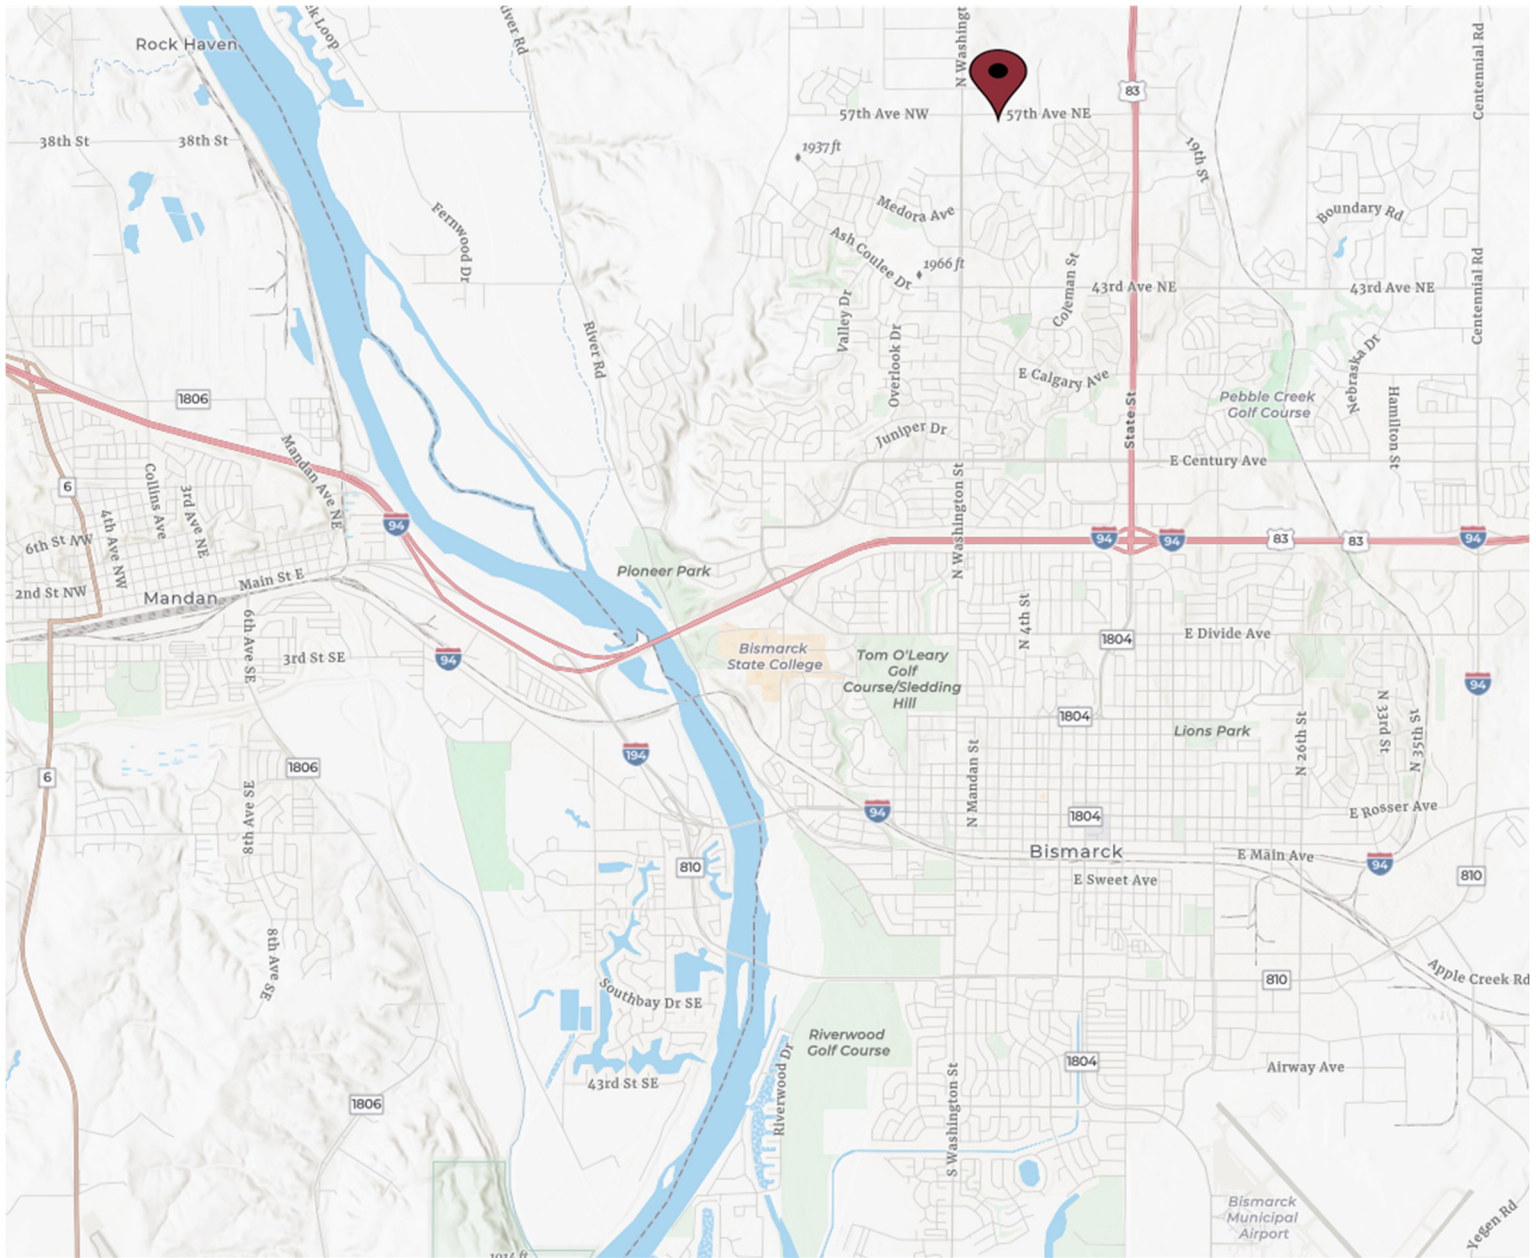 Rock Haven
River Rd
N Washingt
83
Centennial Rd
57th Ave NW
57th Ave NE
38th St
38th St
1937 ft
19th St
Fernwood Dr
Medora Ave
Boundary Rd
Ash Coulee Dr
1966 ft
Coleman St
43rd Ave NE
43rd Ave NE
Centennial Rd
Valley Dr
River Rd
Overlook Dr
Nebraska Dr
E Calgary Ave
1806
State St
Pebble Creek
Golf Course
Hamilton St
Juniper Dr
Mandan Ave NE
E Century Ave
6
Collins Ave
3rd Ave NE
N Washington St
4th Ave NW
94
6th St NW
94
94
83
83
94
Pioneer Park
Main St E
2nd St NW
Mandan
6th Ave SE
N 4th St
1804
E Divide Ave
3rd St SE
94
Bismarck
State College
Tom O'Leary
Golf
Course/Sledding
Hill
94
1804
Lions Park
N 26th St
N 33rd St
N 35th St
194
1806
6
8th Ave SE
N Mandan St
94
1804
E Rosser Ave
Bismarck
E Main Ave
94
810
810
E Sweet Ave
8th Ave SE
810
Apple Creek Rd
Southbay Dr SE
Riverwood
Golf Course
Riverwood Dr
43rd St SE
1804
Airway Ave
1806
S Washington St
Bismarck
Municipal
Airport
Yegen Rd